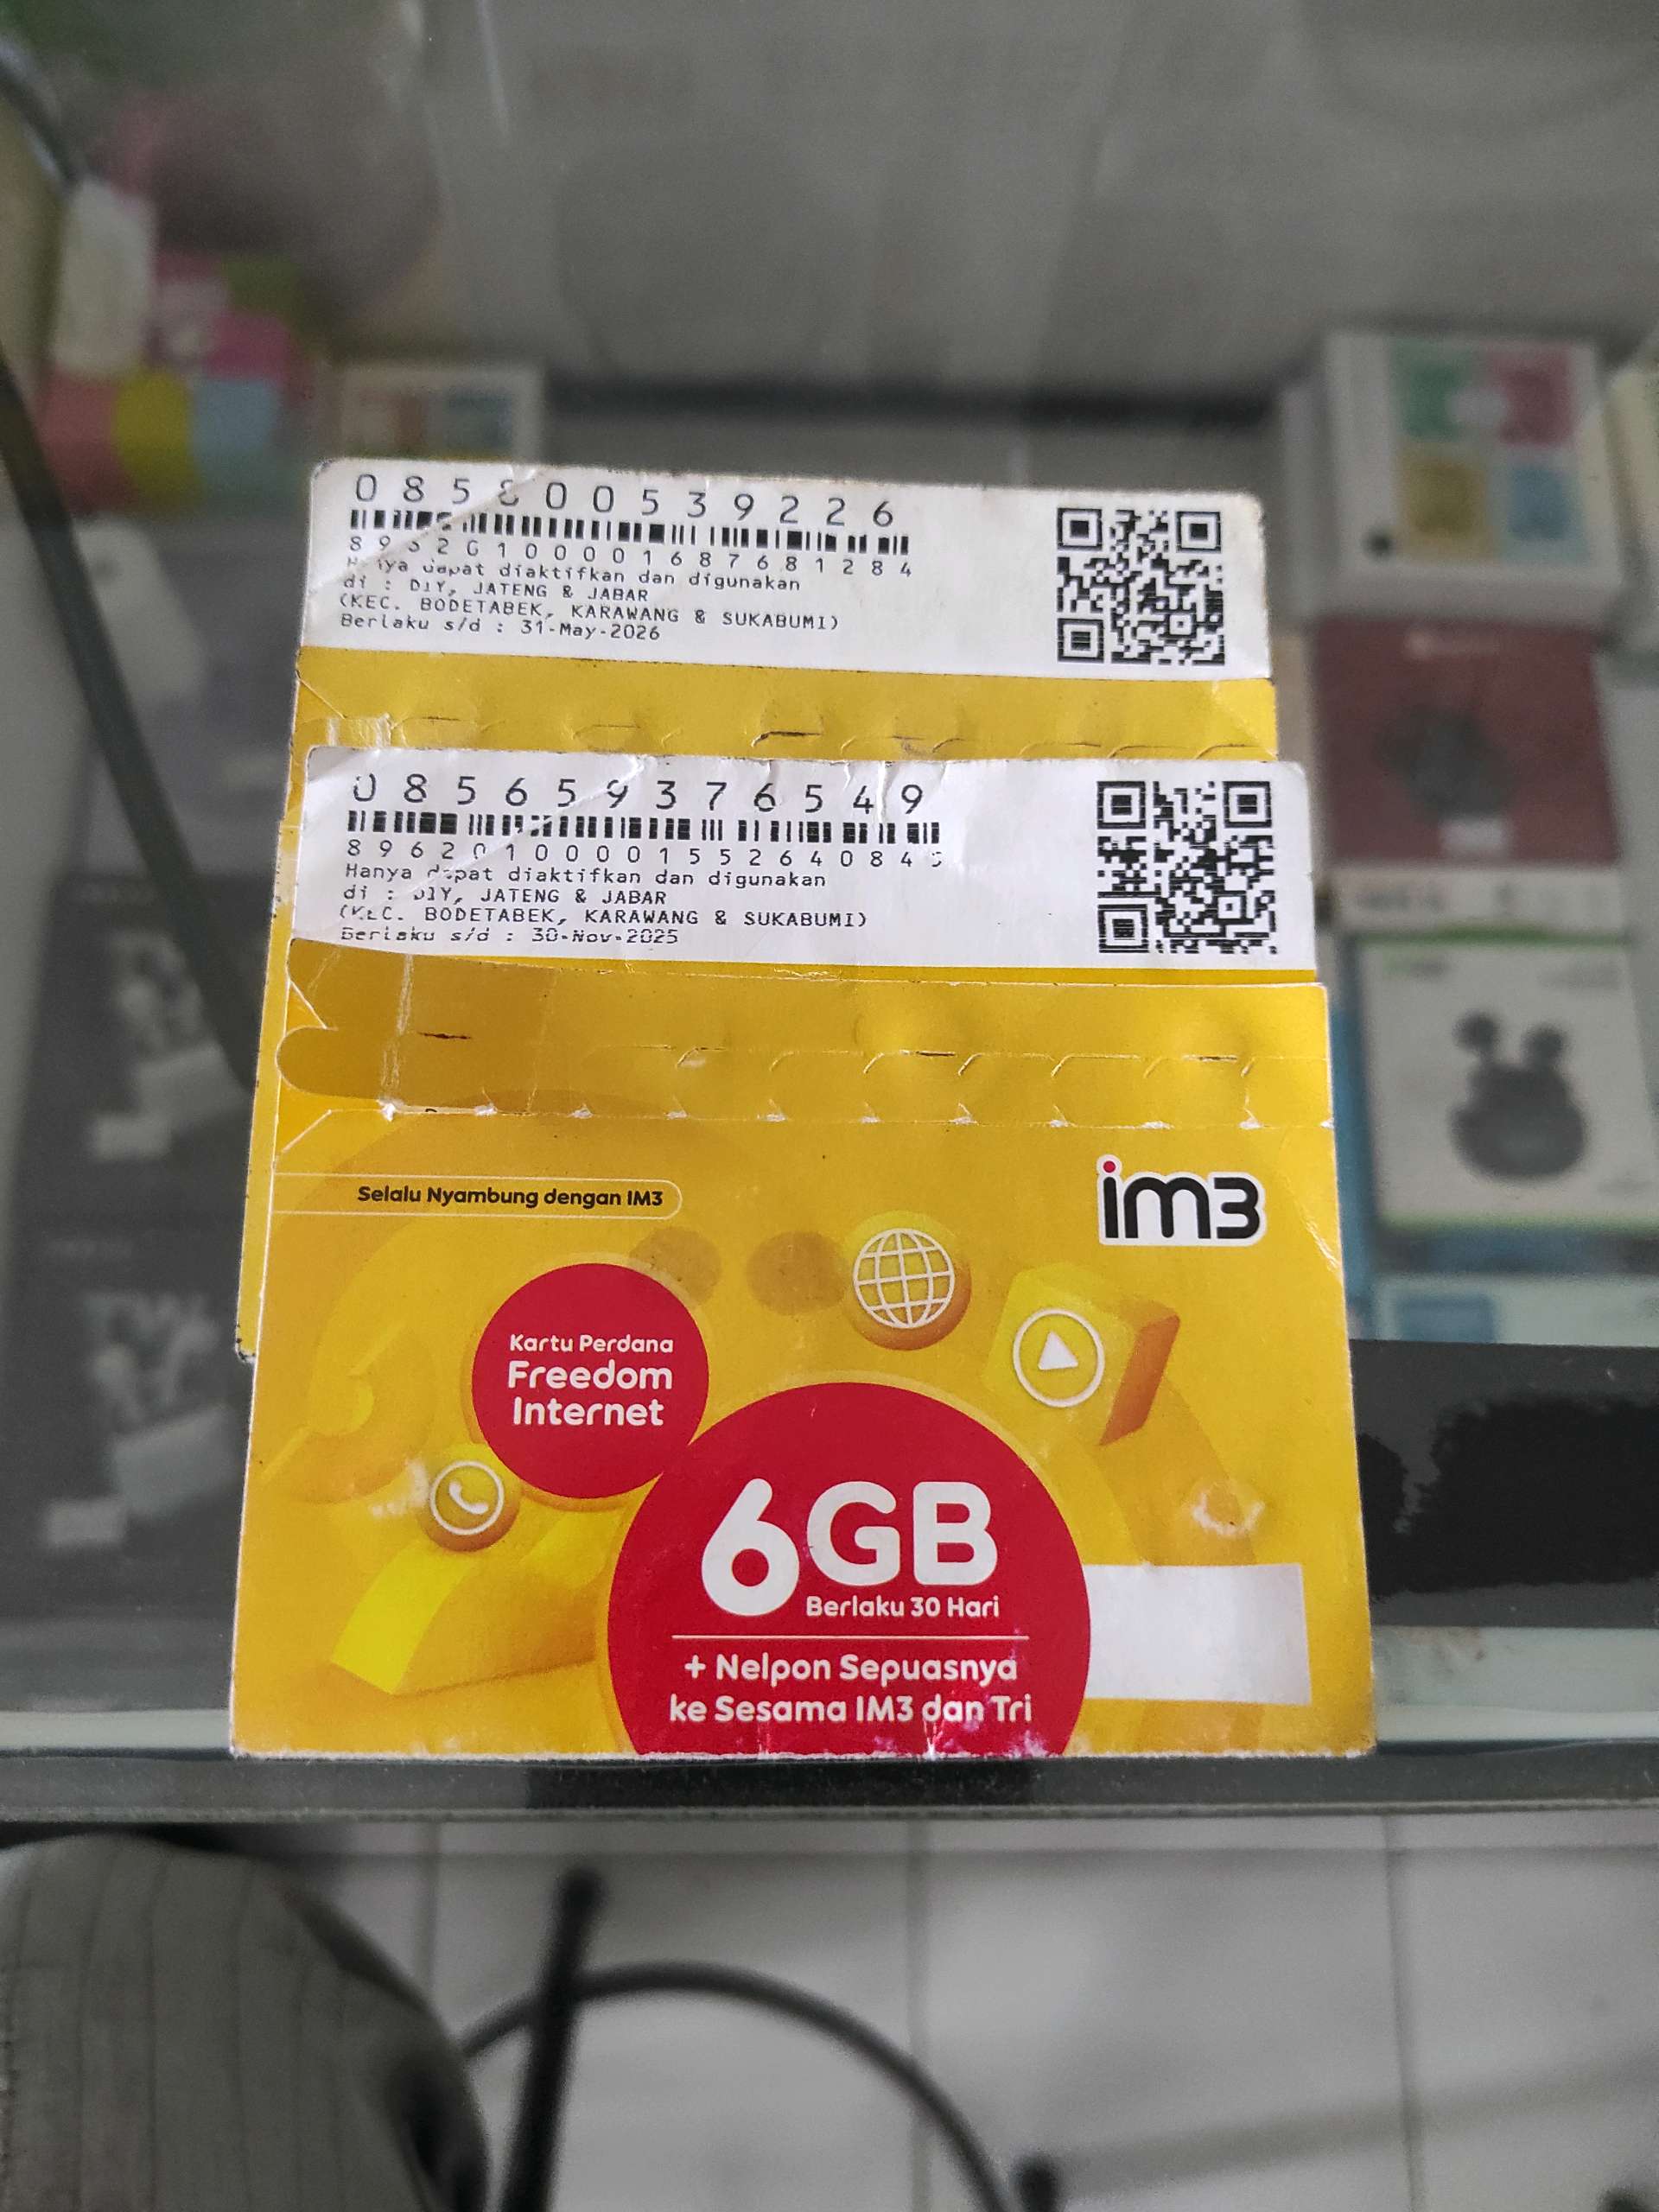 085800539226
89620100001687681284
Hanya dapat diaktifkan dan digunakan
di : DIY, JATENG & JABAR
(KEC. BODETABEK, KARAWANG & SUKABUMI)
Berlaku s/d : 31-May-2026
085659376549
Hanya dapat diaktifkan dan digunakan
di : DIY, JATENG & JABAR
(KEC. BODETABEK, KARAWANG & SUKABUMI)
Berlaku s/d : 30-Nov-2025
Selalu Nyambung dengan IM3
im3
Kartu Perdana
Freedom
Internet
6GB
Berlaku 30 Hari
+ Nelpon Sepuasnya
ke Sesama IM3 dan Tri